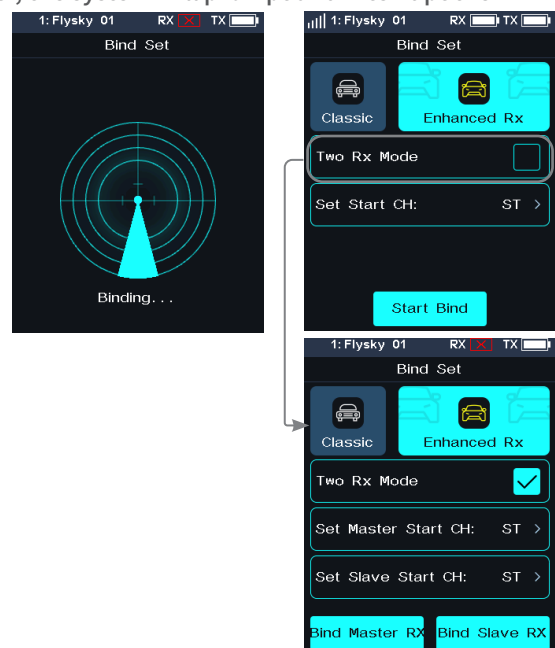 1: Flysky 01 RX TX
Bind Set
Binding...
1: Flysky 01 RX TX
Bind Set
Classic Enhanced Rx
Two Rx Mode
Set Start CH: ST >
Start Bind
1: Flysky 01 RX TX
Bind Set
Classic Enhanced Rx
Two Rx Mode
Set Master Start CH: ST >
Set Slave Start CH: ST >
Bind Master RX Bind Slave RX